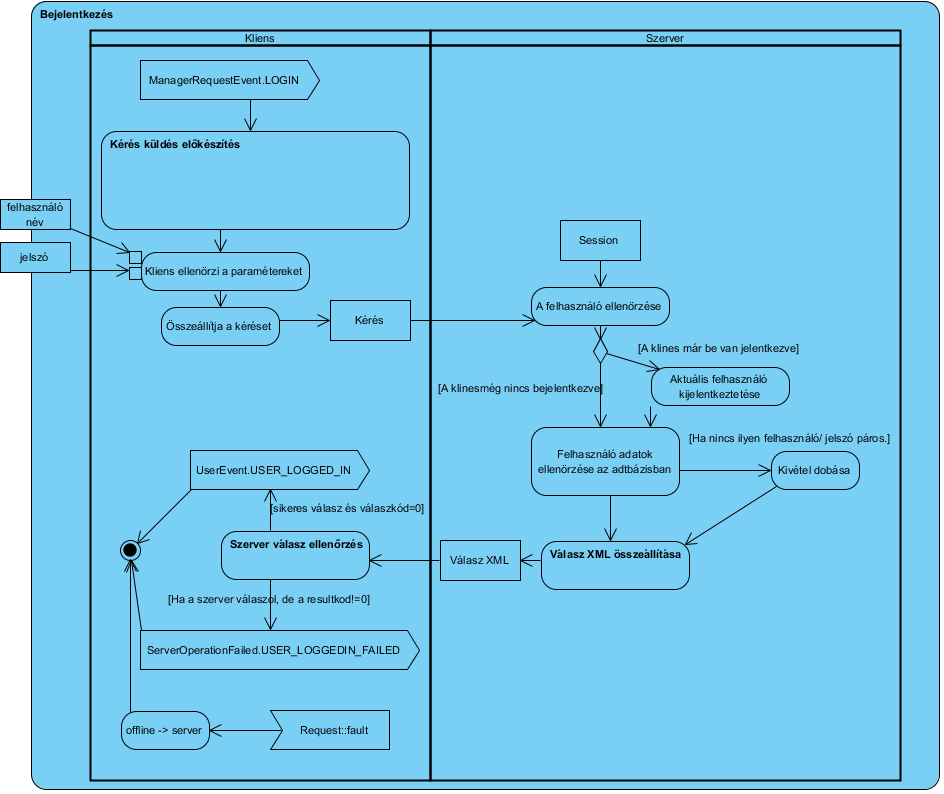 Bejelentkezés
Kliens
Szerver
ManagerRequestEvent.LOGIN
Kérés küldés előkészítés
felhasználó
név
jelszó
Kliens ellenőrzi a paramétereket
Összeállítja a kéréset
Kérés
Session
A felhasználó ellenőrzése
[A klines már be van jelentkezve]
Aktuális felhasználó
kijelentkeztetése
[A klinesmég nincs bejelentkezve]
Felhasználó adatok
ellenőrzése az adtbázisban
[Ha nincs ilyen felhasználó/ jelszó páros.]
Kivétel dobása
UserEvent.USER_LOGGED_IN
[sikeres válasz és válaszkód=0]
Szerver válasz ellenőrzés
Válasz XML
Válasz XML összeállítása
[Ha a szerver válaszol, de a resultkod!=0]
ServerOperationFailed.USER_LOGGEDIN_FAILED
offline -> server
Request::fault